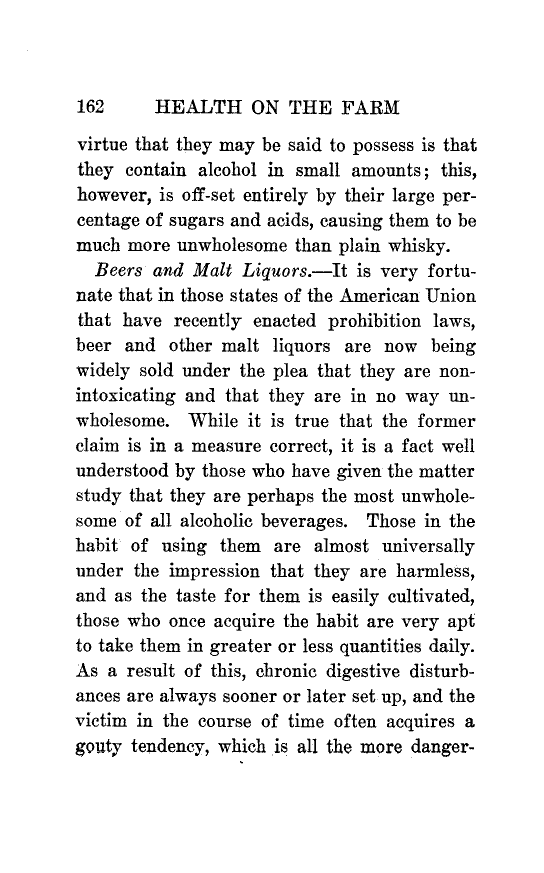 162 HEALTH ON THE FARM
virtue that they may be said to possess is that
they contain alcohol in small amounts; this,
however, is off-set entirely by their large per-
centage of sugars and acids, causing them to be
much more unwholesome than plain whisky.
Beers and Malt Liquors.—It is very fortu-
nate that in those states of the American Union
that have recently enacted prohibition laws,
beer and other malt liquors are now being
widely sold under the plea that they are non-
intoxicating and that they are in no way un-
wholesome. While it is true that the former
claim is in a measure correct, it is a fact well
understood by those who have given the matter
study that they are perhaps the most unwhole-
some of all alcoholic beverages. Those in the
habit of using them are almost universally
under the impression that they are harmless,
and as the taste for them is easily cultivated,
those who once acquire the habit are very apt
to take them in greater or less quantities daily.
As a result of this, chronic digestive disturb-
ances are always sooner or later set up, and the
victim in the course of time often acquires a
gouty tendency, which is all the more danger-